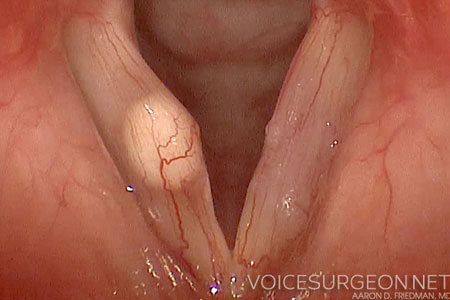 VOICESURGEON.NET
AARON D. FRIEDMAN, MD